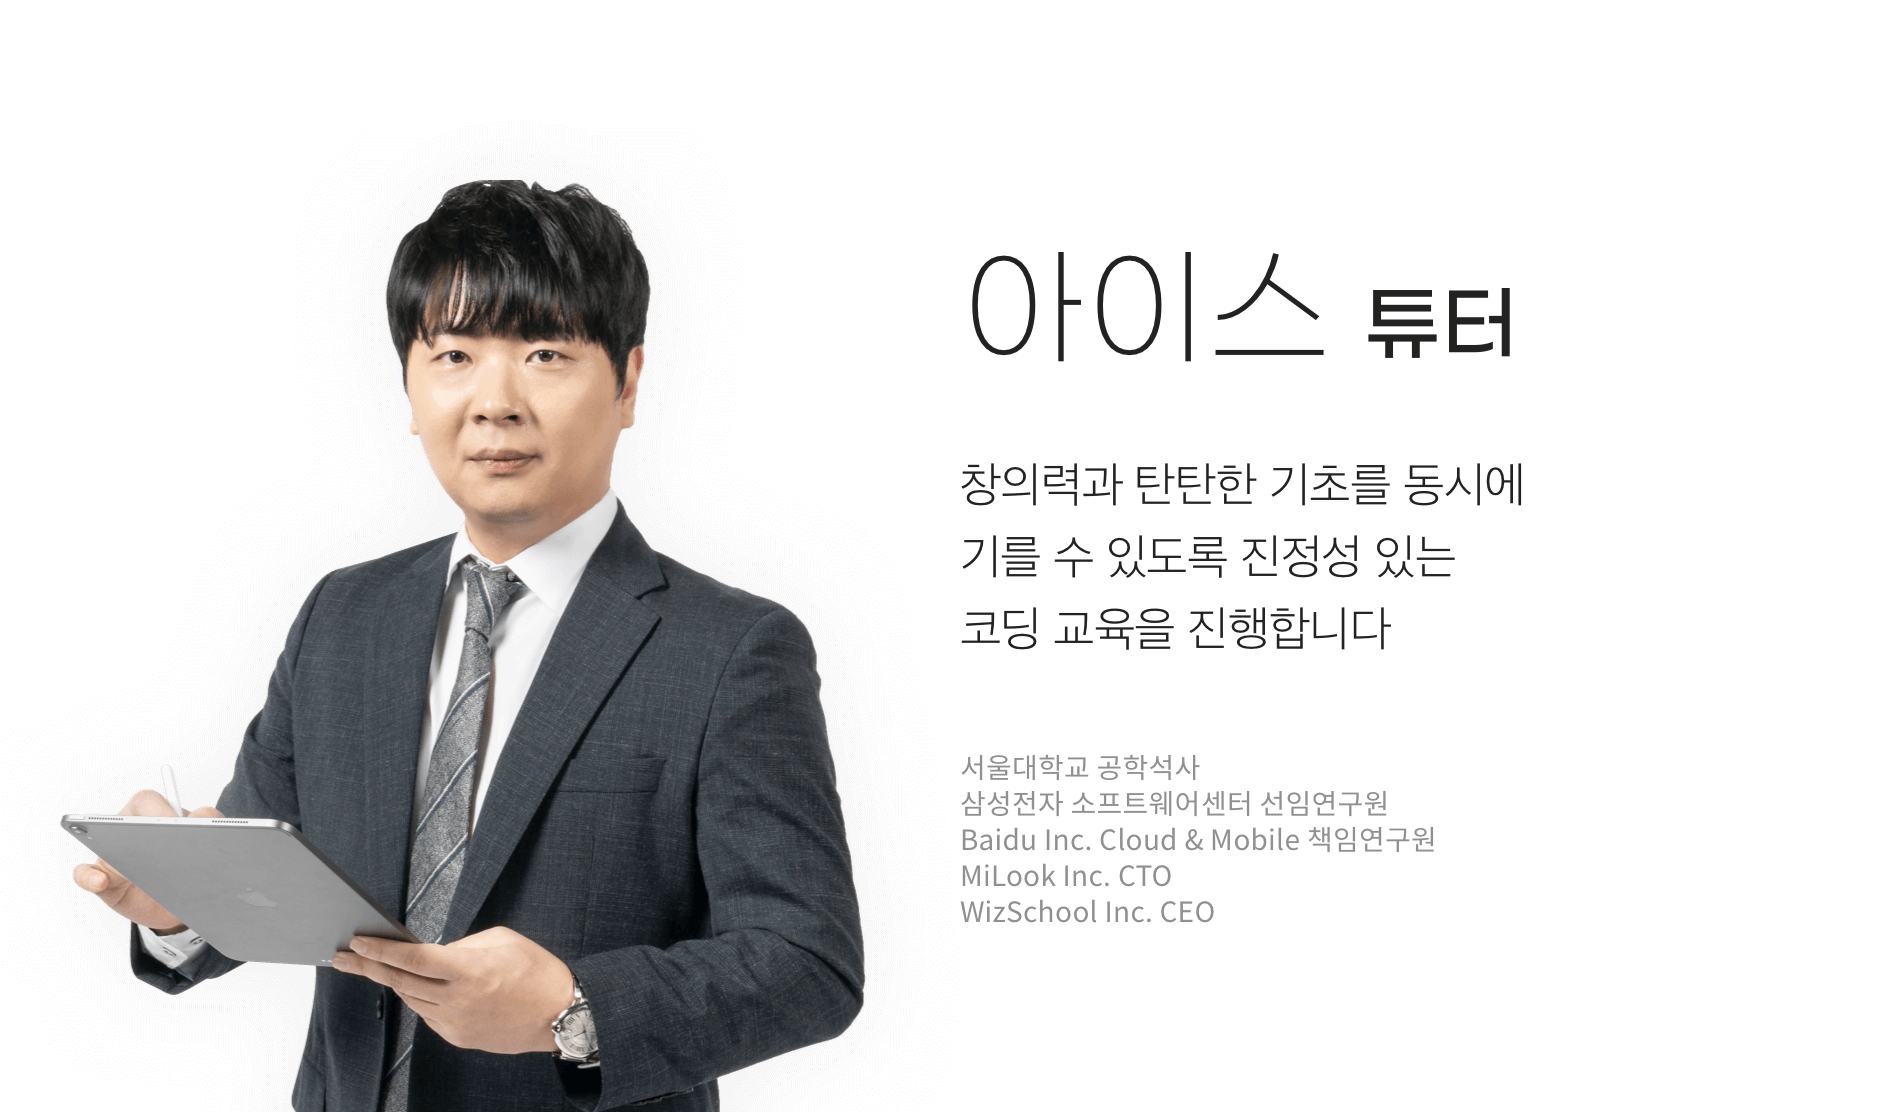 아이스 튜터
창의력과 탄탄한 기초를 동시에
기를 수 있도록 진정성 있는
코딩 교육을 진행합니다
서울대학교 공학석사
삼성전자 소프트웨어센터 선임연구원
Baidu Inc. Cloud & Mobile 책임연구원
MiLook Inc. CTO
WizSchool Inc. CEO